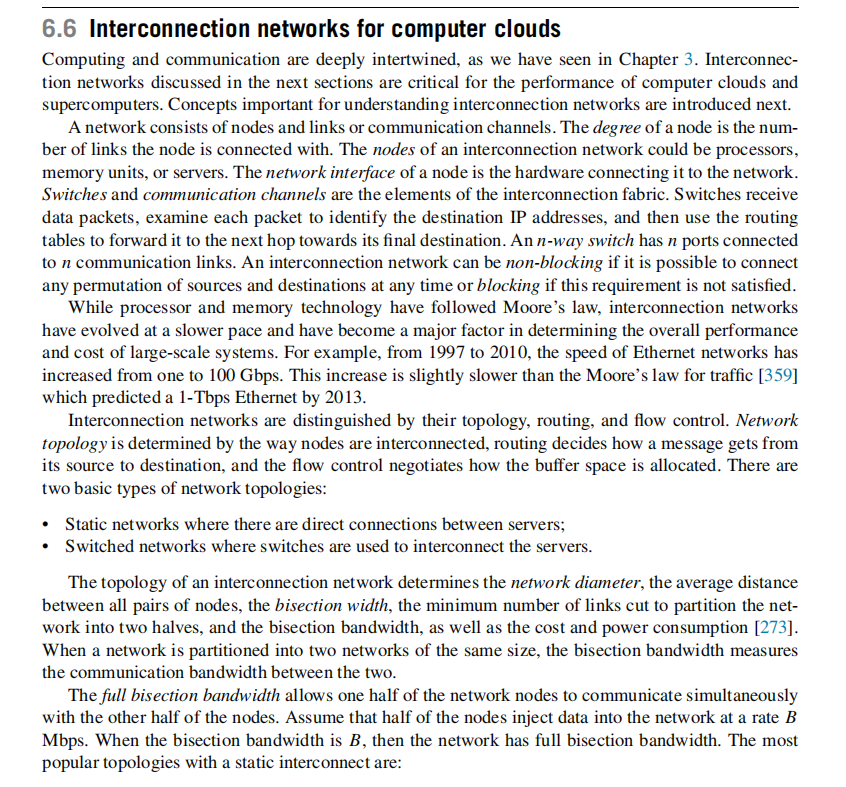 6.6 Interconnection networks for computer clouds
Computing and communication are deeply intertwined, as we have seen in Chapter 3. Interconnec-
tion networks discussed in the next sections are critical for the performance of computer clouds and
supercomputers. Concepts important for understanding interconnection networks are introduced next.
A network consists of nodes and links or communication channels. The degree of a node is the num-
ber of links the node is connected with. The nodes of an interconnection network could be processors,
memory units, or servers. The network interface of a node is the hardware connecting it to the network.
Switches and communication channels are the elements of the interconnection fabric. Switches receive
data packets, examine each packet to identify the destination IP addresses, and then use the routing
tables to forward it to the next hop towards its final destination. An n-way switch has n ports connected
to n communication links. An interconnection network can be non-blocking if it is possible to connect
any permutation of sources and destinations at any time or blocking if this requirement is not satisfied.
While processor and memory technology have followed Moore's law, interconnection networks
have evolved at a slower pace and have become a major factor in determining the overall performance
and cost of large-scale systems. For example, from 1997 to 2010, the speed of Ethernet networks has
increased from one to 100 Gbps. This increase is slightly slower than the Moore's law for traffic [359]
which predicted a 1-Tbps Ethernet by 2013.
Interconnection networks are distinguished by their topology, routing, and flow control. Network
topology is determined by the way nodes are interconnected, routing decides how a message gets from
its source to destination, and the flow control negotiates how the buffer space is allocated. There are
two basic types of network topologies:
• Static networks where there are direct connections between servers;
• Switched networks where switches are used to interconnect the servers.
The topology of an interconnection network determines the network diameter, the average distance
between all pairs of nodes, the bisection width, the minimum number of links cut to partition the net-
work into two halves, and the bisection bandwidth, as well as the cost and power consumption [273].
When a network is partitioned into two networks of the same size, the bisection bandwidth measures
the communication bandwidth between the two.
The full bisection bandwidth allows one half of the network nodes to communicate simultaneously
with the other half of the nodes. Assume that half of the nodes inject data into the network at a rate B
Mbps. When the bisection bandwidth is B, then the network has full bisection bandwidth. The most
popular topologies with a static interconnect are: